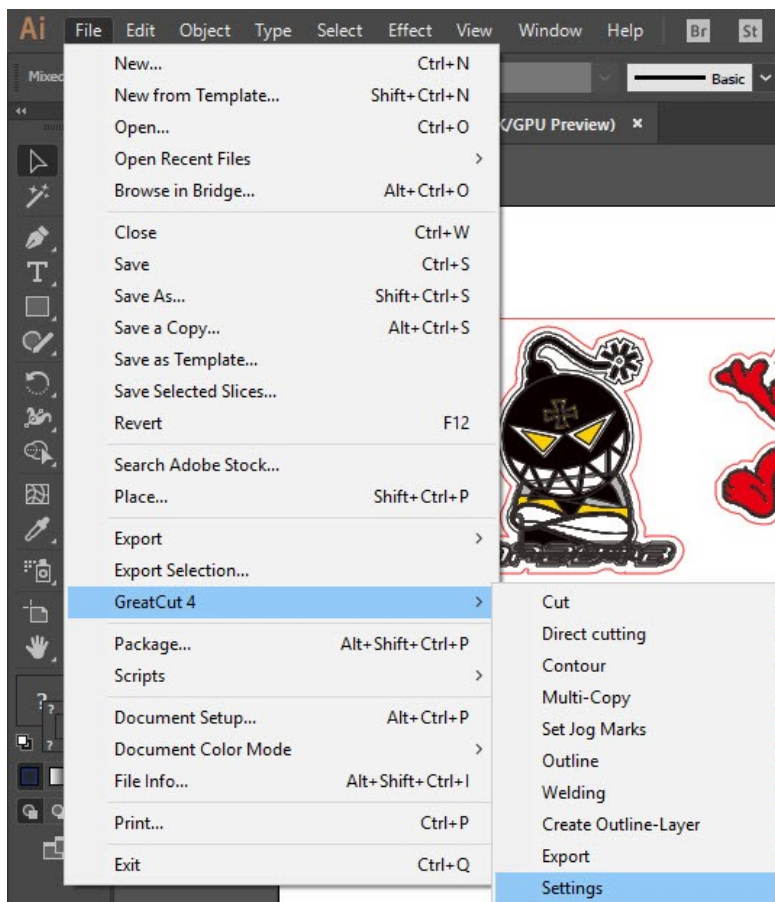 Ai File Edit Object Type Select Effect View Window Help Br St
Mixed
Basic
K/GPU Preview) ×
New... Ctrl+N
New from Template... Shift+Ctrl+N
Open... Ctrl+O
Open Recent Files
Browse in Bridge... Alt+Ctrl+O
Close Ctrl+W
Save Ctrl+S
Save As... Shift+Ctrl+S
Save a Copy... Alt+Ctrl+S
Save as Template...
Save Selected Slices...
Revert F12
Search Adobe Stock...
Place... Shift+Ctrl+P
Export
Export Selection...
GreatCut 4
Package... Alt+Shift+Ctrl+P
Scripts
Document Setup... Alt+Ctrl+P
Document Color Mode
File Info... Alt+Shift+Ctrl+I
Print... Ctrl+P
Exit Ctrl+Q
Cut
Direct cutting
Contour
Multi-Copy
Set Jog Marks
Outline
Welding
Create Outline-Layer
Export
Settings